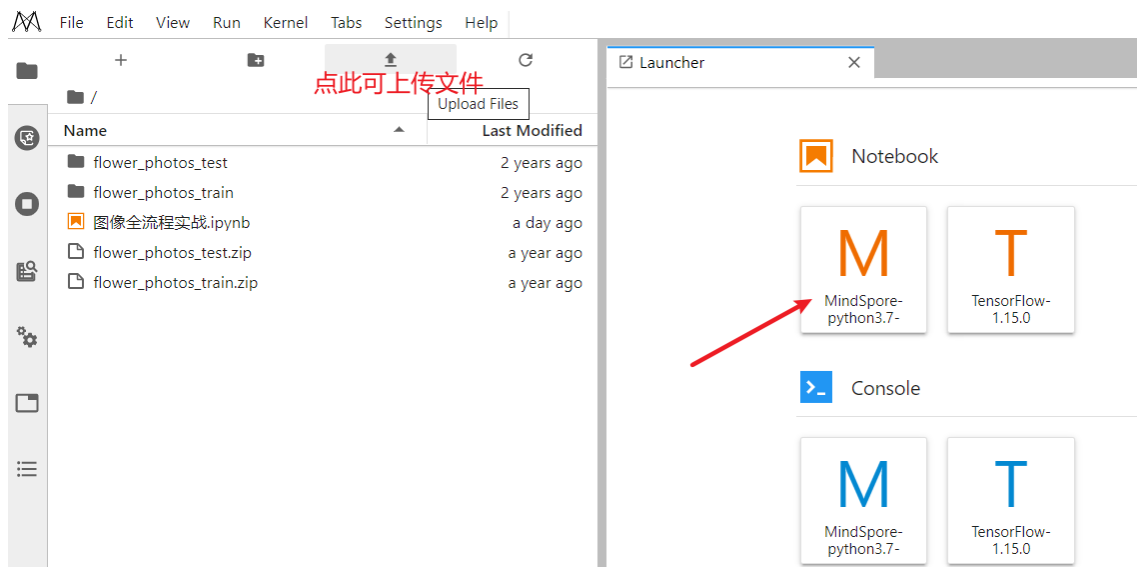 File Edit View Run Kernel Tabs Settings Help
点此可上传文件
Upload Files
/
Name Last Modified
flower_photos_test 2 years ago
flower_photos_train 2 years ago
图像全流程实战.ipynb a day ago
flower_photos_test.zip a year ago
flower_photos_train.zip a year ago
Launcher
Notebook
M
MindSpore-
python3.7-
T
TensorFlow-
1.15.0
Console
M
MindSpore-
python3.7-
T
TensorFlow-
1.15.0